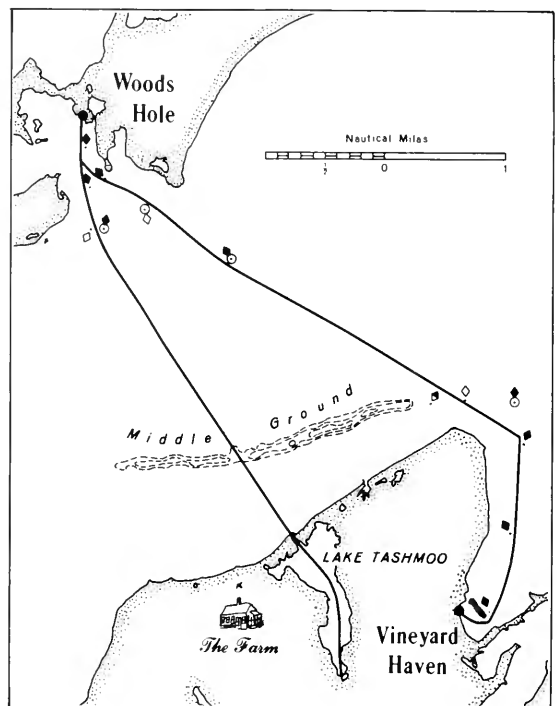 Woods
Hole
Nautical Miles
½ 0 1
Middle Ground
LAKE TASHMOO
The Farm
Vineyard
Haven